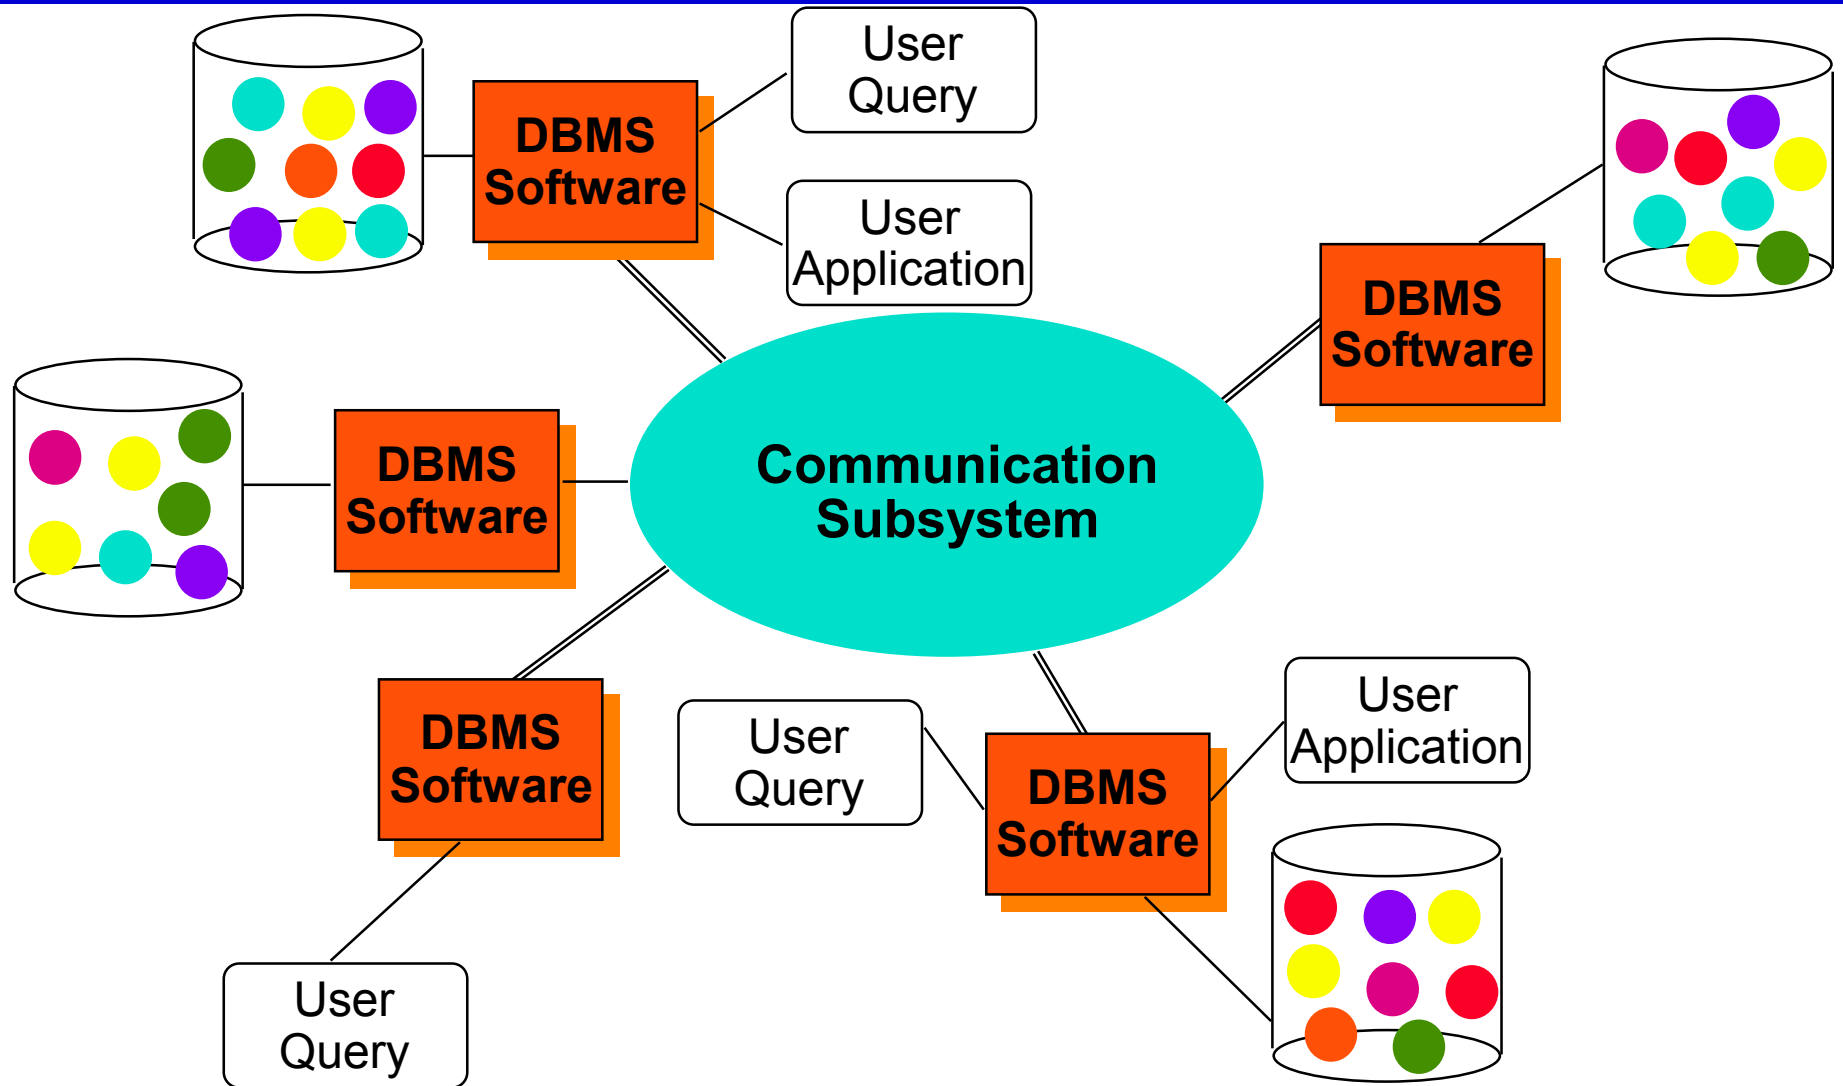 User
Query
DBMS
Software
User
Application
DBMS
Software
DBMS
Software
Communication
Subsystem
DBMS
Software
User
Query
User
Query
DBMS
Software
User
Application